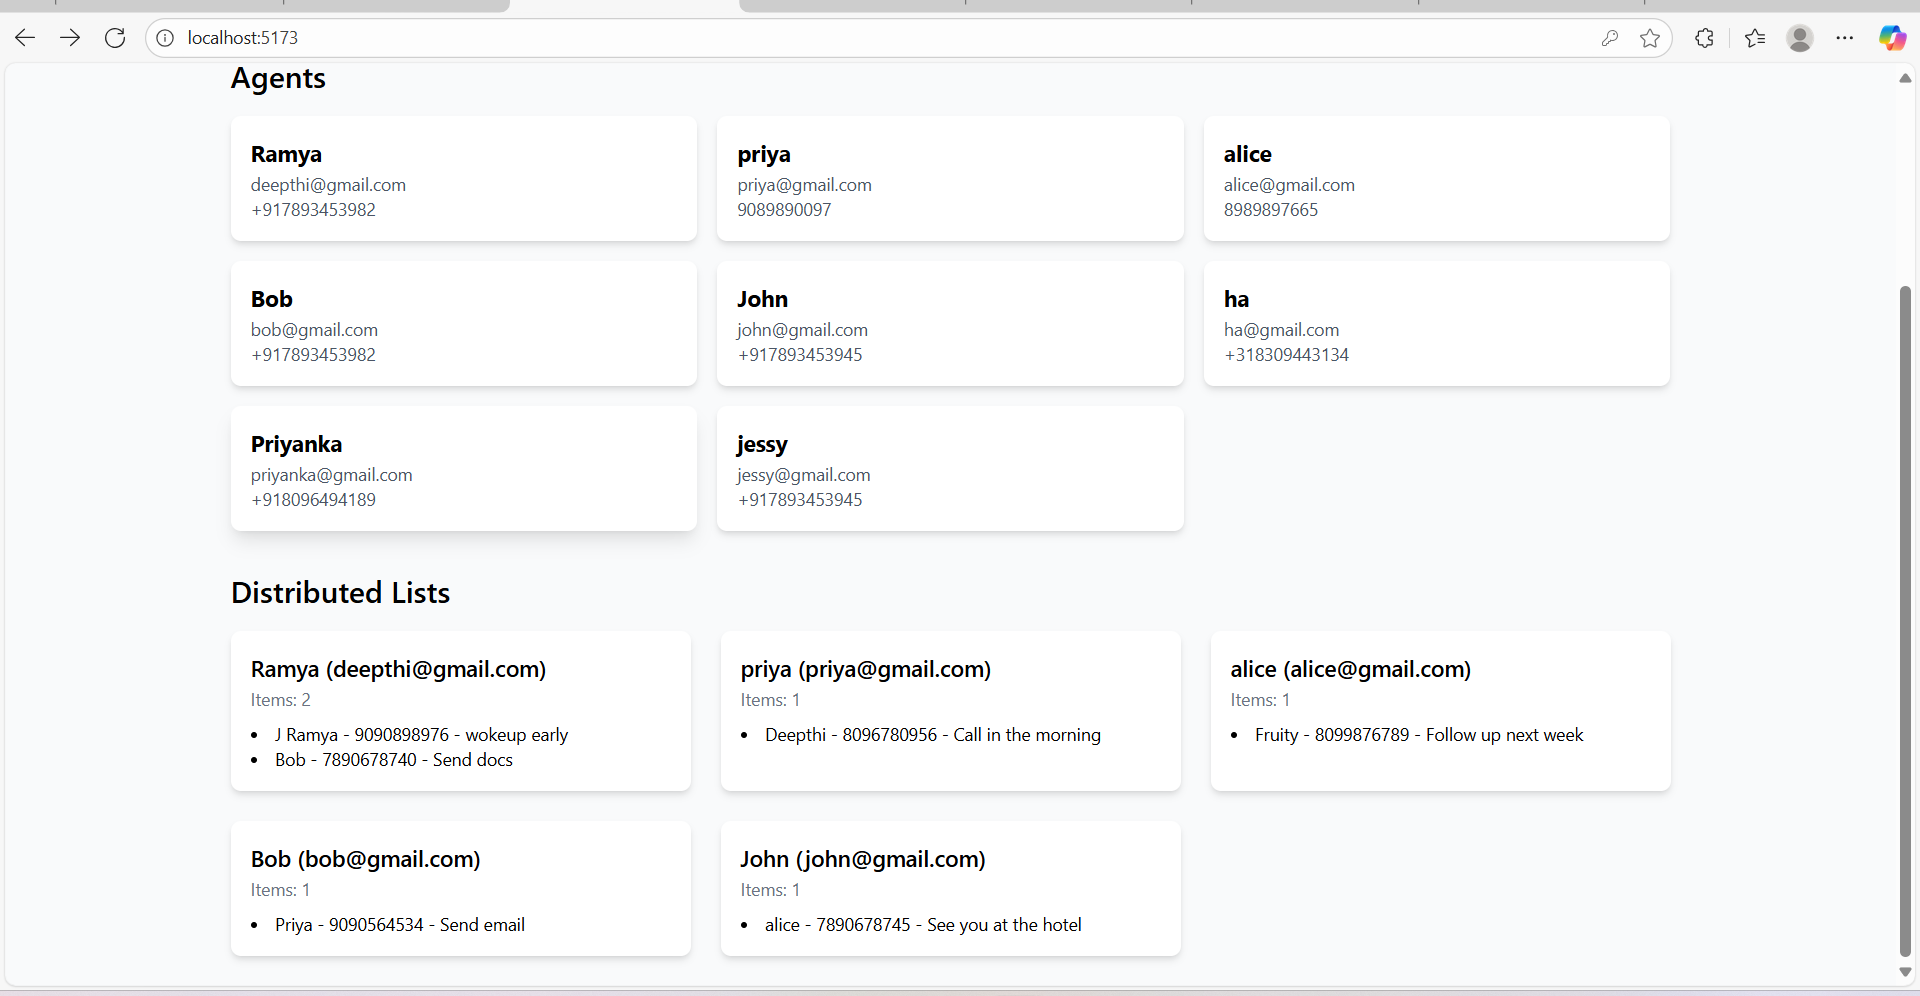 localhost:5173
Agents
Ramya
deepthi@gmail.com
+917893453982
priya
priya@gmail.com
9089890097
alice
alice@gmail.com
8989897665
Bob
bob@gmail.com
+917893453982
John
john@gmail.com
+917893453945
ha
ha@gmail.com
+318309443134
Priyanka
priyanka@gmail.com
+918096494189
jessy
jessy@gmail.com
+917893453945
Distributed Lists
Ramya (deepthi@gmail.com)
Items: 2
• J Ramya - 9090898976 - wokeup early
• Bob - 7890678740 - Send docs
priya (priya@gmail.com)
Items: 1
• Deepthi - 8096780956 - Call in the morning
alice (alice@gmail.com)
Items: 1
• Fruity - 8099876789 - Follow up next week
Bob (bob@gmail.com)
Items: 1
• Priya - 9090564534 - Send email
John (john@gmail.com)
Items: 1
• alice - 7890678745 - See you at the hotel